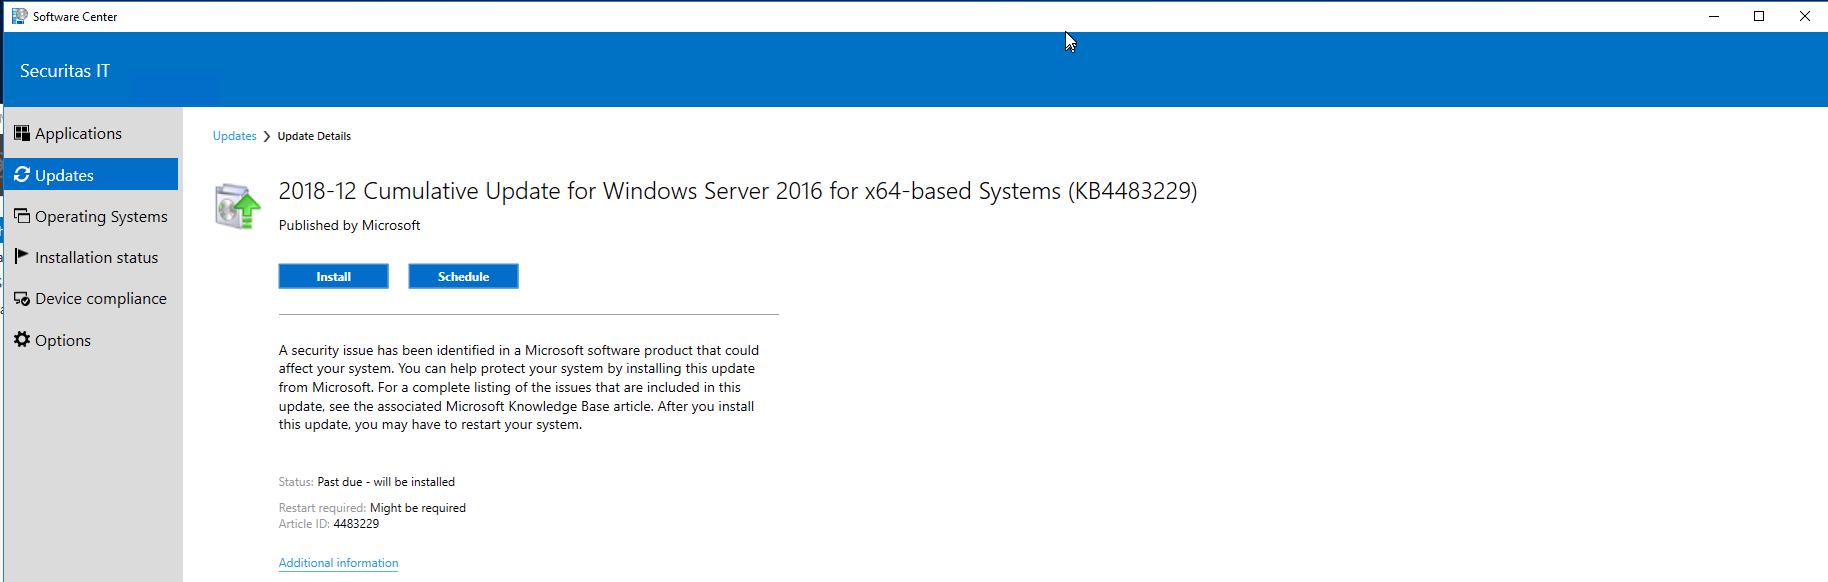 Software Center
Securitas IT
Applications
Updates
Operating Systems
Installation status
Device compliance
Options
Updates > Update Details
2018-12 Cumulative Update for Windows Server 2016 for x64-based Systems (KB4483229)
Published by Microsoft
Install Schedule
A security issue has been identified in a Microsoft software product that could
affect your system. You can help protect your system by installing this update
from Microsoft. For a complete listing of the issues that are included in this
update, see the associated Microsoft Knowledge Base article. After you install
this update, you may have to restart your system.
Status: Past due - will be installed
Restart required: Might be required
Article ID: 4483229
Additional information